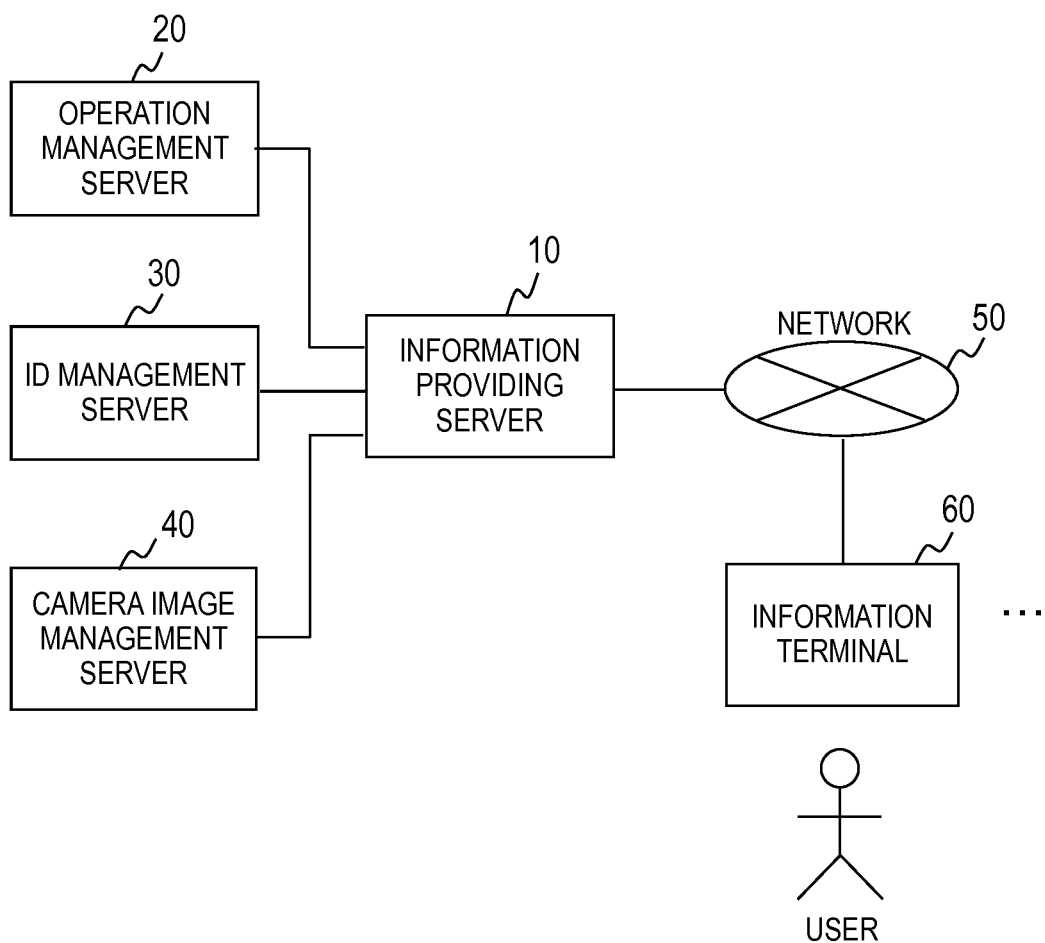 20
OPERATION
MANAGEMENT
SERVER
30
ID MANAGEMENT
SERVER
40
CAMERA IMAGE
MANAGEMENT
SERVER
10
INFORMATION
PROVIDING
SERVER
NETWORK
50
60
INFORMATION
TERMINAL
...
USER